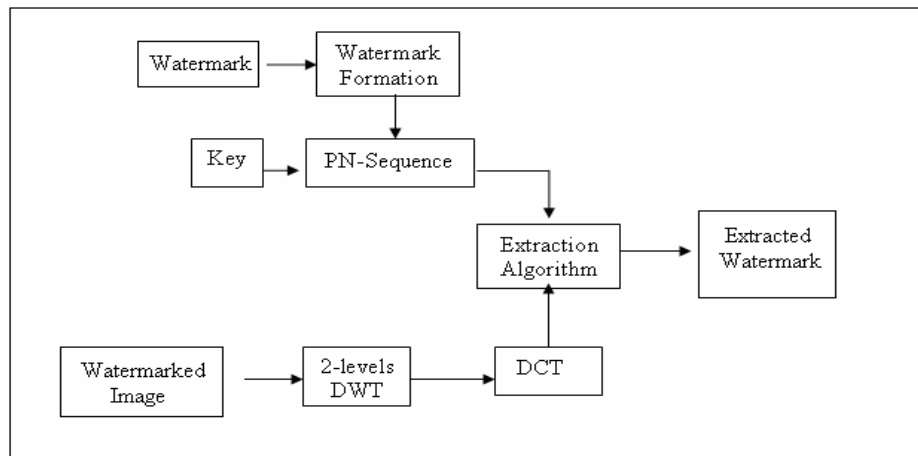 Watermark
Watermark
Formation
Key
PN-Sequence
Extraction
Algorithm
Extracted
Watermark
Watermarked
Image
2-levels
DWT
DCT